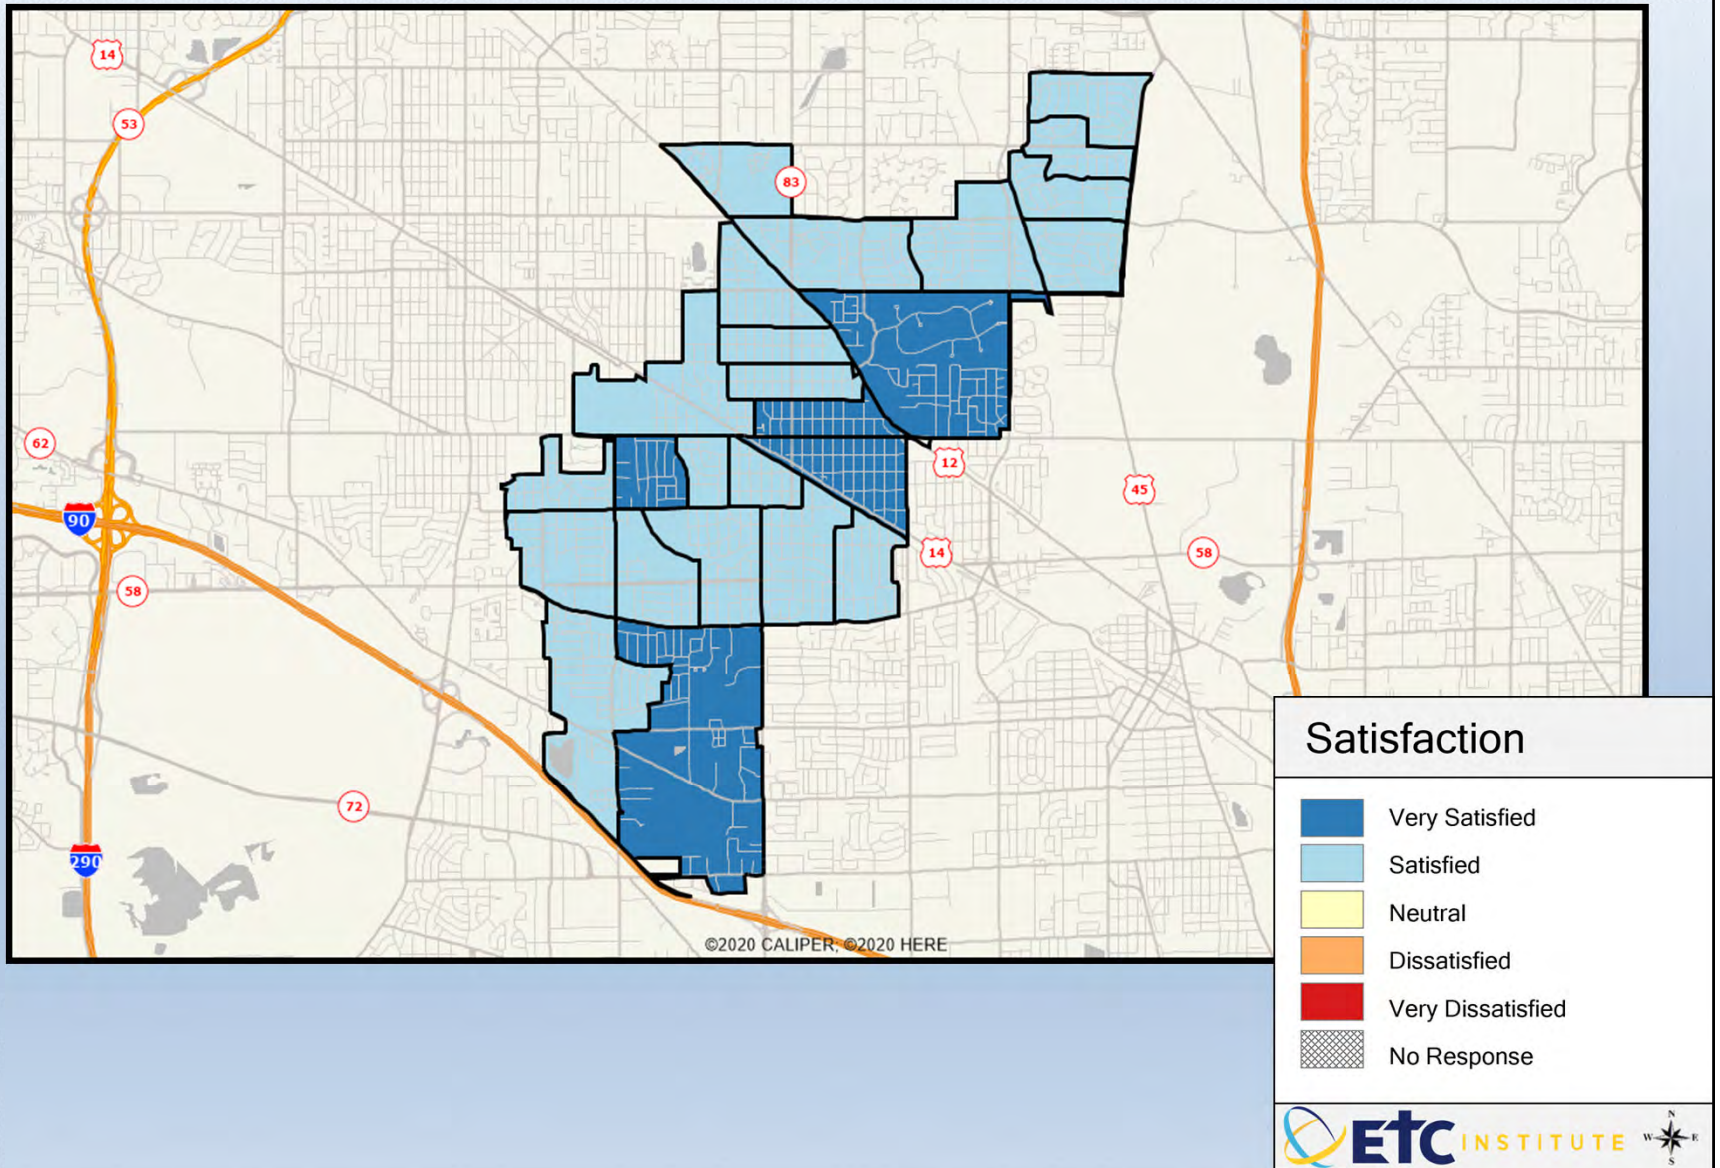 14
53
83
62
12
45
90
14
58
58
72
290
©2020 CALIPER; ©2020 HERE
Satisfaction
Very Satisfied
Satisfied
Neutral
Dissatisfied
Very Dissatisfied
No Response
ETC INSTITUTE
N
W E
S